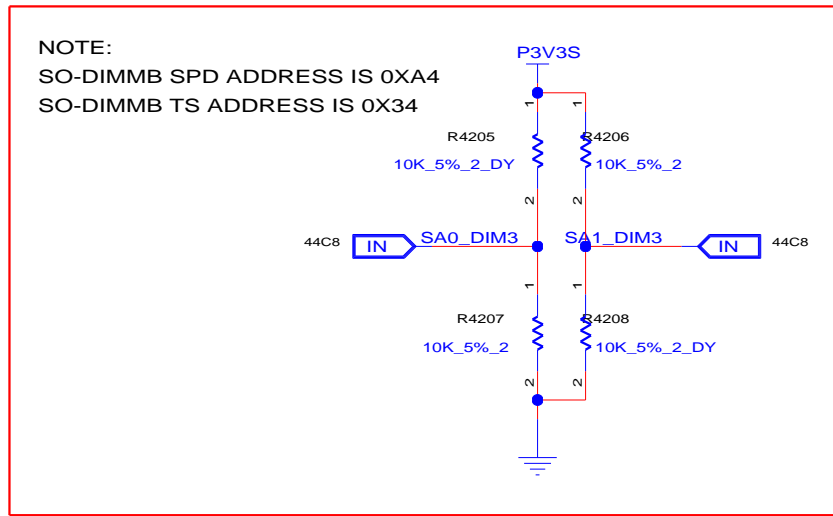 NOTE:
SO-DIMMB SPD ADDRESS IS 0XA4
SO-DIMMB TS ADDRESS IS 0X34
P3V3S
1
1
R4205
R4206
10K_5%_2_DY
10K_5%_2
2
2
44C8
IN
SA0_DIM3
SA1_DIM3
IN
44C8
1
1
R4207
R4208
10K_5%_2
10K_5%_2_DY
2
2